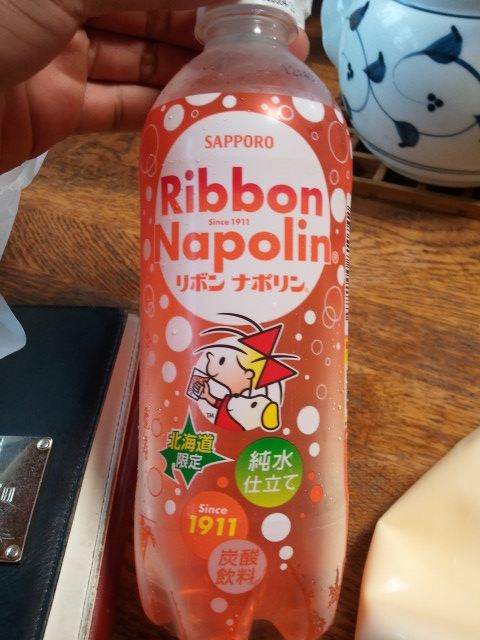 SAPPORO
Ribbon
Since 1911
Napolin®
リボン ナポリン®
TM
北海道
限定
純水
仕立て
Since
1911
炭酸
飲料